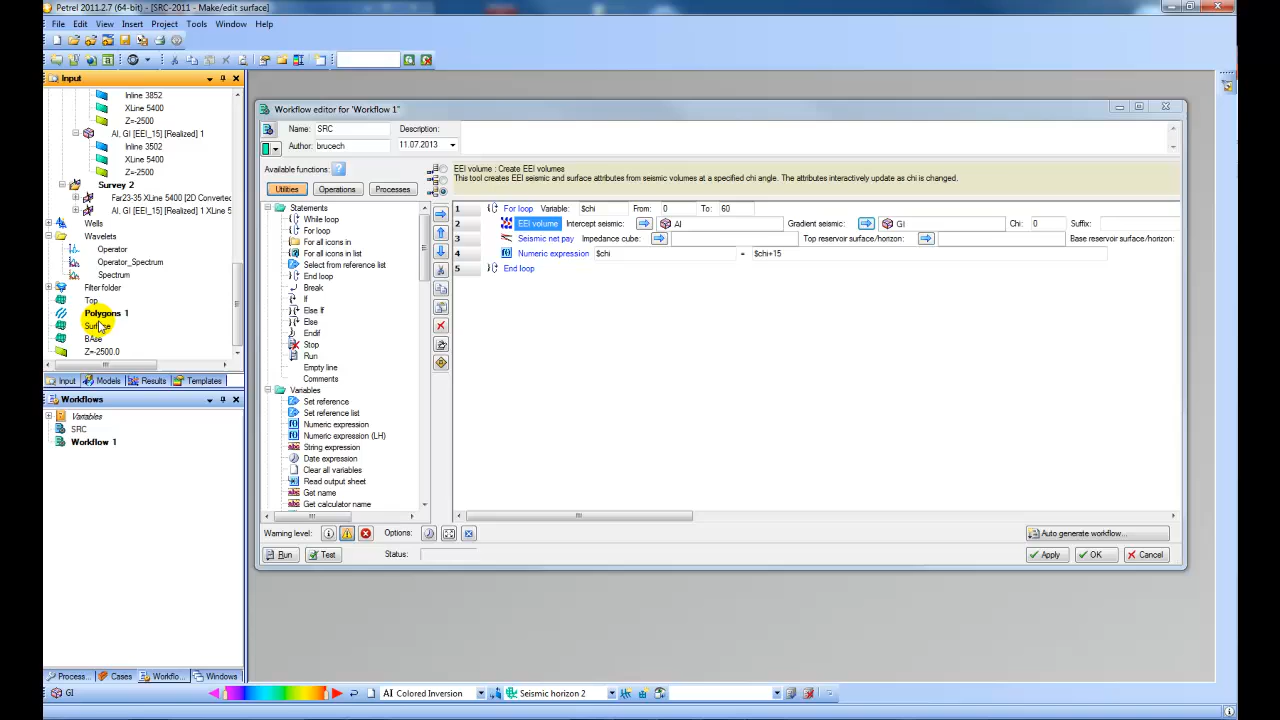 Petrel 2011.2.7 (64-bit) - [SRC-2011 - Make/edit surface]
File Edit View Insert Project Tools Window Help
Input
Inline 3852
XLine 5400
Z=-2500
AI, GI [EEI_15] [Realized] 1
Inline 3502
XLine 5400
Z=-2500
Survey 2
Far23-35 XLine 5400 [2D Converted
AI, GI [EEI_15] [Realized] 1 XLine 5
Wells
Wavelets
Operator
Operator_Spectrum
Spectrum
Filter folder
Top
Polygons 1
Surface
BAse
Z=-2500.0
Input Models Results Templates
Workflows
Variables
SRC
Workflow 1
Process... Cases Workflo... Windows
Workflow editor for 'Workflow 1'
Name: SRC Description:
Author: brucech 11.07.2013
Available functions: ?
Utilities Operations Processes
Statements
While loop
For loop
For all icons in
For all icons in list
Select from reference list
End loop
Break
If
Else If
Else
Endif
Stop
Run
Empty line
Comments
Variables
Set reference
Set reference list
Numeric expression
Numeric expression (LH)
String expression
Date expression
Clear all variables
Read output sheet
Get name
Get calculator name
EEI volume : Create EEI volumes
This tool creates EEI seismic and surface attributes from seismic volumes at a specified chi angle. The attributes interactively update as chi is changed.
1 For loop Variable: $chi From: 0 To: 60
2 EEI volume Intercept seismic: AI Gradient seismic: GI Chi: 0 Suffix:
3 Seismic net pay Impedance cube: Top reservoir surface/horizon: Base reservoir surface/horizon:
4 Numeric expression $chi = $chi+15
5 End loop
Warning level: Options: Auto generate workflow...
Run Test Status: Apply OK Cancel
GI AI Colored Inversion Seismic horizon 2